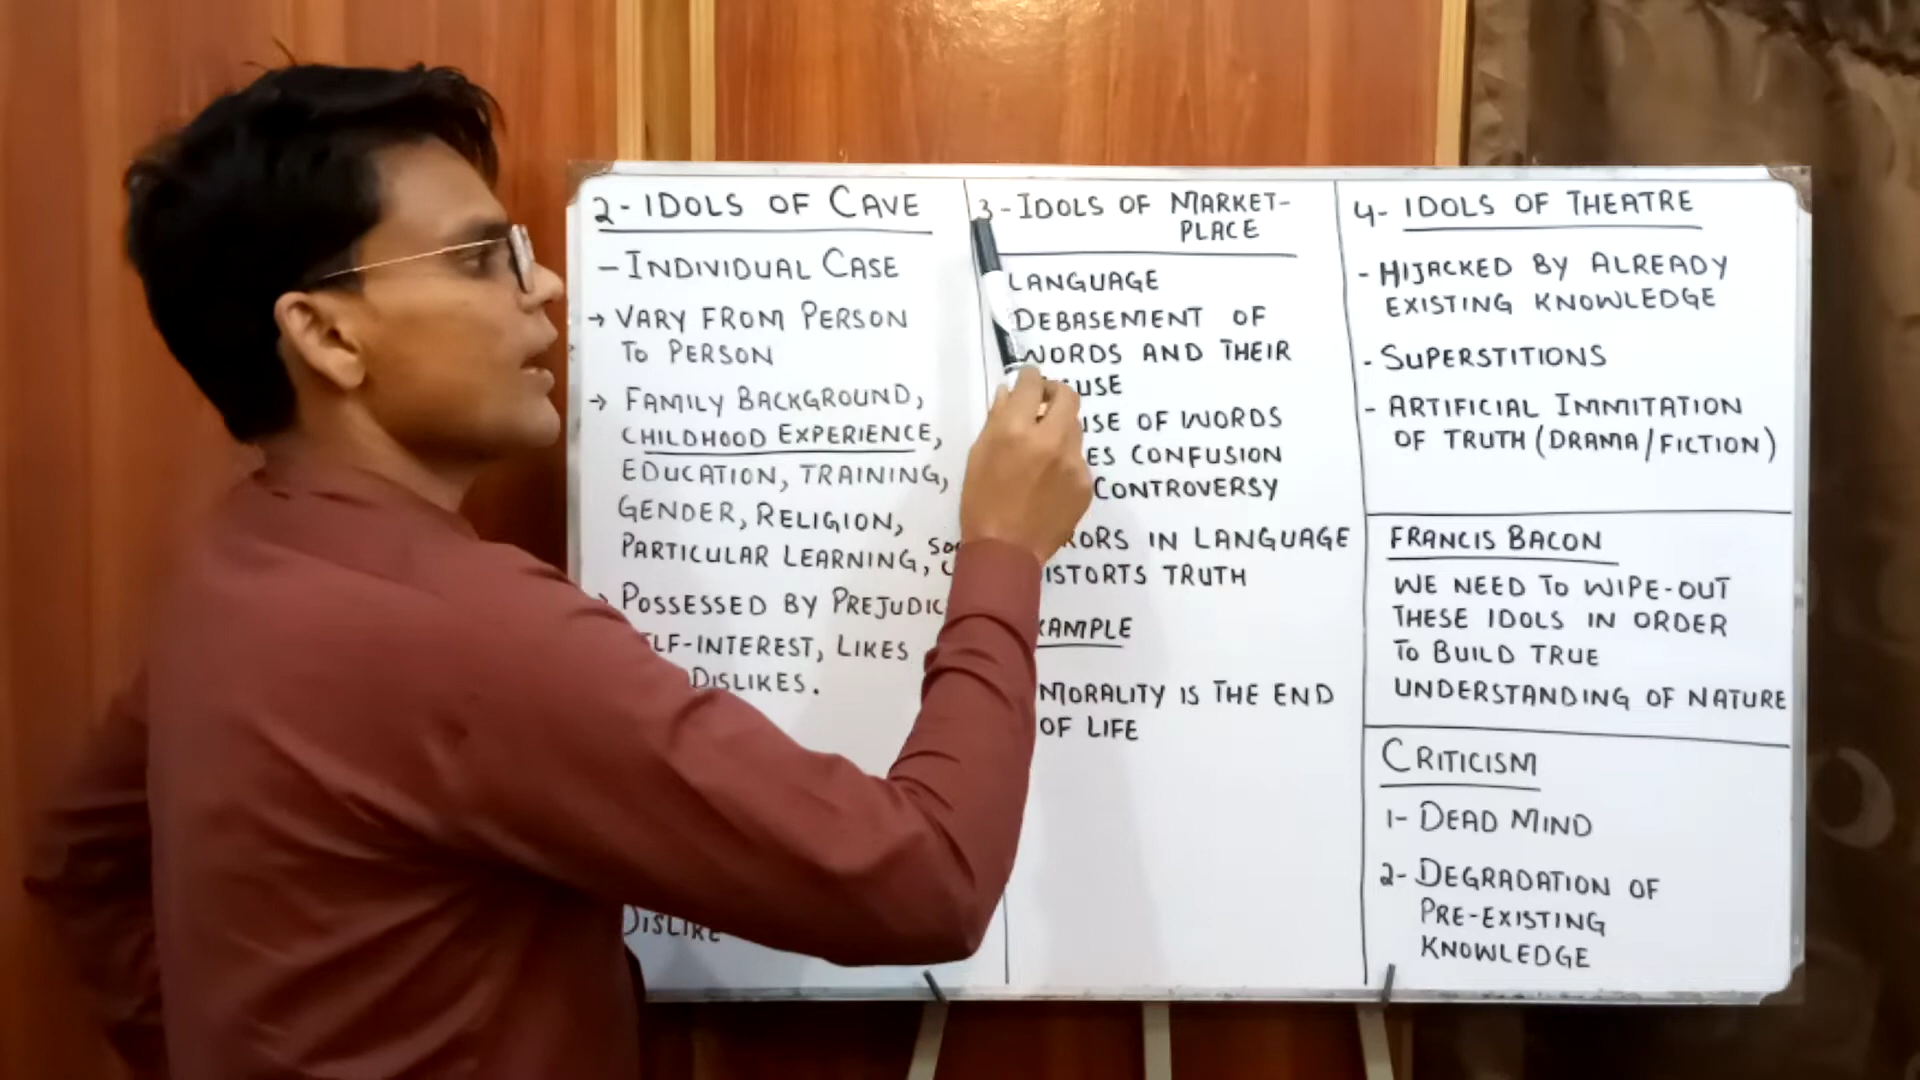 2- IDOLS OF CAVE
- INDIVIDUAL CASE
→ VARY FROM PERSON
TO PERSON
→ FAMILY BACKGROUND,
CHILDHOOD EXPERIENCE,
EDUCATION, TRAINING,
GENDER, RELIGION,
PARTICULAR LEARNING,
POSSESSED BY PREJUDIC
LF-INTEREST, LIKES
DISLIKES.
DISLIKE
3- IDOLS OF MARKET-
PLACE
LANGUAGE
DEBASEMENT OF
WORDS AND THEIR
USE
USE OF WORDS
ES CONFUSION
CONTROVERSY
RORS IN LANGUAGE
ISTORTS TRUTH
XAMPLE
MORALITY IS THE END
OF LIFE
4- IDOLS OF THEATRE
- HIJACKED BY ALREADY
EXISTING KNOWLEDGE
- SUPERSTITIONS
- ARTIFICIAL IMMITATION
OF TRUTH (DRAMA/FICTION)
FRANCIS BACON
WE NEED TO WIPE-OUT
THESE IDOLS IN ORDER
TO BUILD TRUE
UNDERSTANDING OF NATURE
CRITICISM
1- DEAD MIND
2- DEGRADATION OF
PRE-EXISTING
KNOWLEDGE